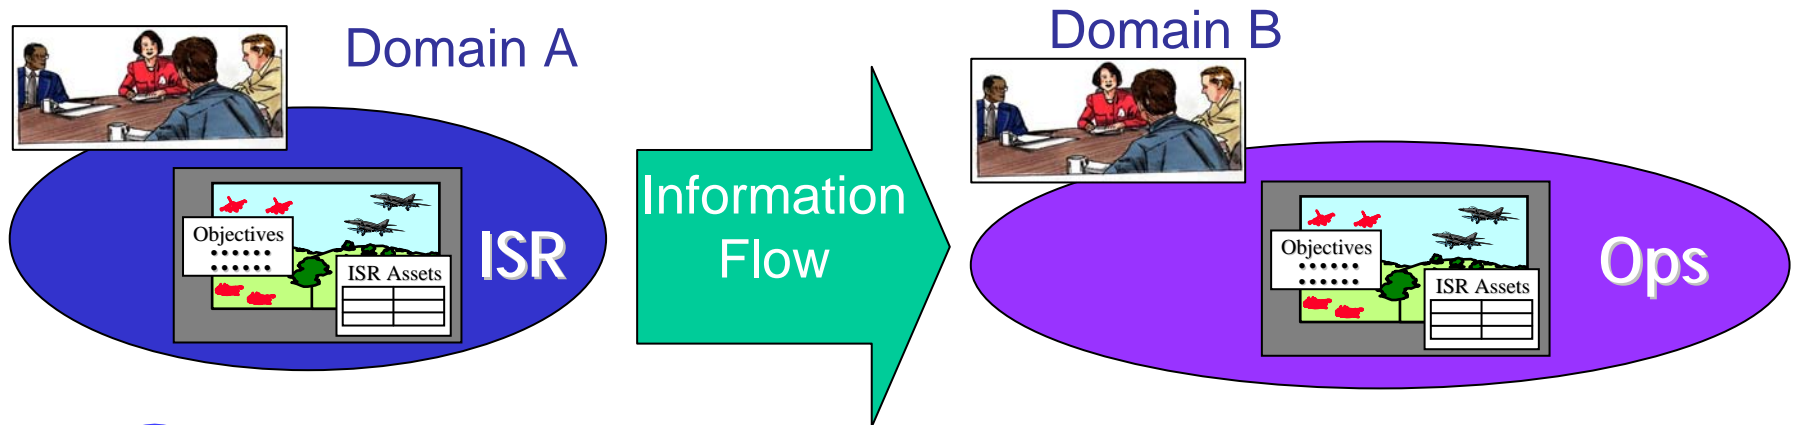 Domain A
Domain B
Objectives
ISR Assets
ISR
Information
Flow
Objectives
ISR Assets
Ops